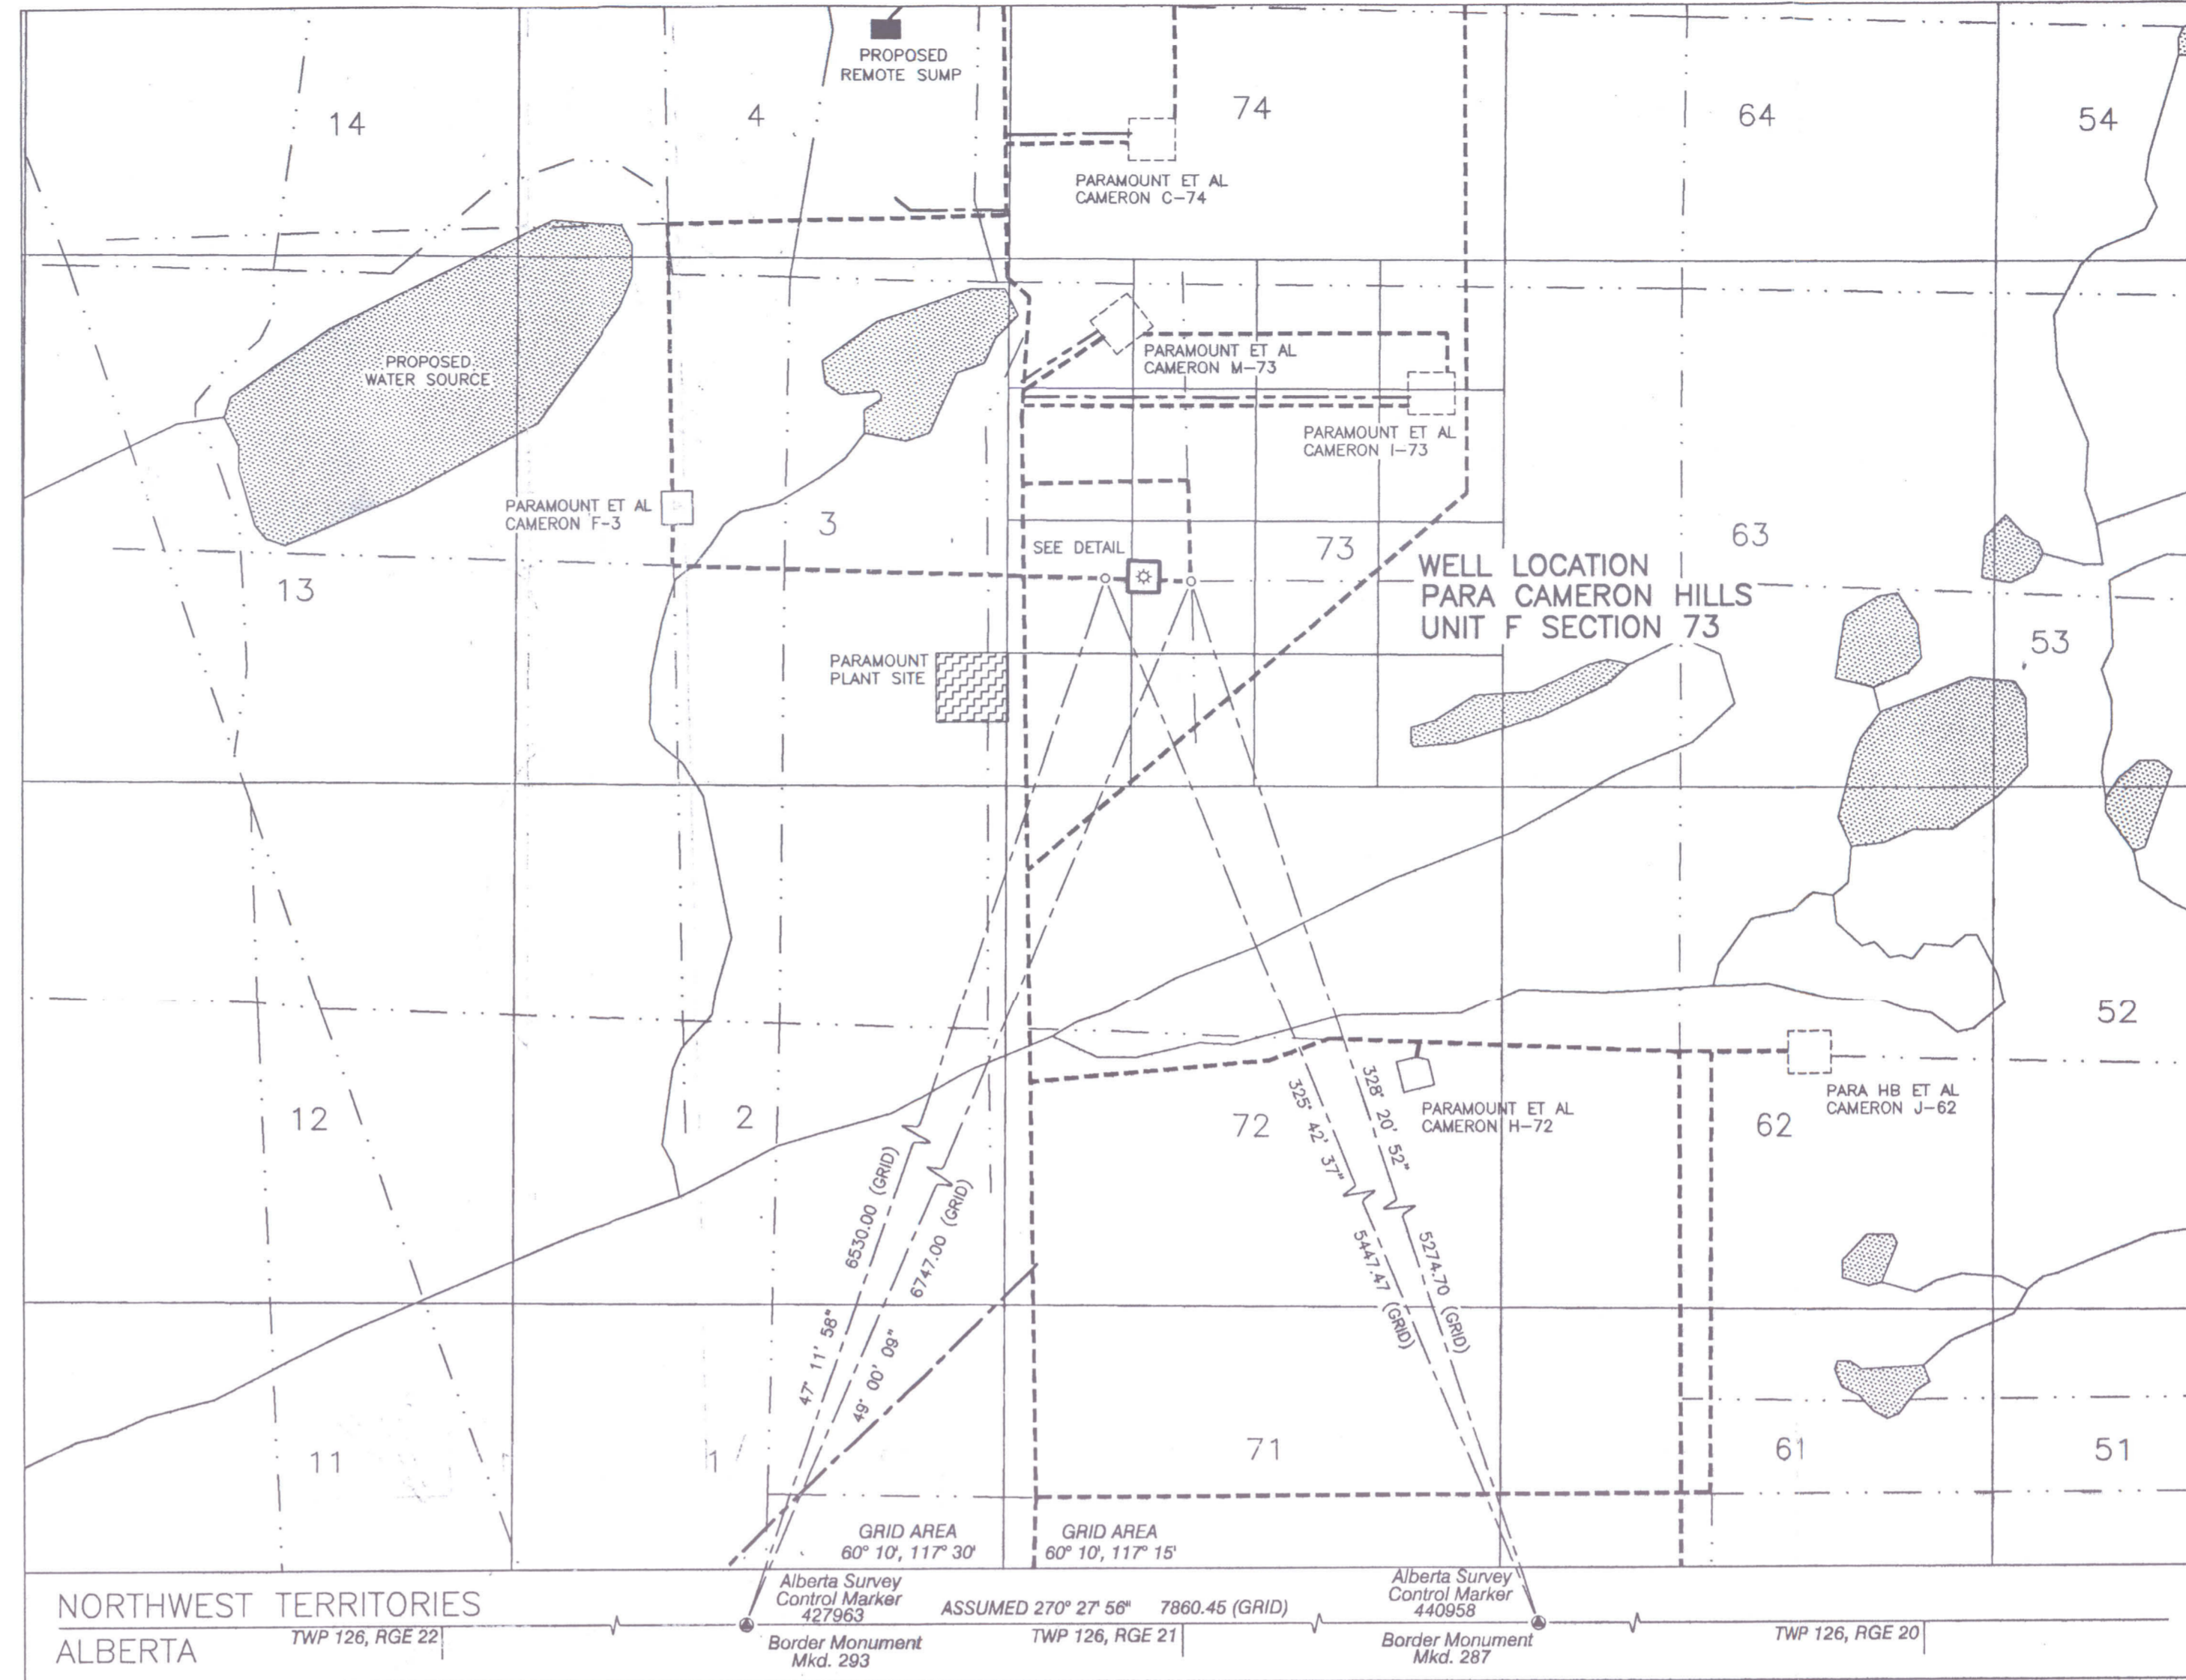 PROPOSED
REMOTE SUMP
14
4
74
64
54
PARAMOUNT ET AL
CAMERON C-74
PROPOSED
WATER SOURCE
PARAMOUNT ET AL
CAMERON M-73
PARAMOUNT ET AL
CAMERON I-73
PARAMOUNT ET AL
CAMERON F-3
3
SEE DETAIL
73
63
13
WELL LOCATION
PARA CAMERON HILLS
UNIT F SECTION 73
53
PARAMOUNT
PLANT SITE
52
12
2
72
PARAMOUNT ET AL
CAMERON H-72
62
PARA HB ET AL
CAMERON J-62
6530.00 (GRID)
6747.00 (GRID)
325° 42' 37"
328° 20' 52"
5447.47 (GRID)
5274.70 (GRID)
47° 11' 58"
49° 00' 09"
11
1
71
61
51
GRID AREA
60° 10', 117° 30'
GRID AREA
60° 10', 117° 15'
NORTHWEST TERRITORIES
ALBERTA
TWP 126, RGE 22
Alberta Survey
Control Marker
427963
Border Monument
Mkd. 293
ASSUMED 270° 27' 56" 7860.45 (GRID)
TWP 126, RGE 21
Alberta Survey
Control Marker
440958
Border Monument
Mkd. 287
TWP 126, RGE 20